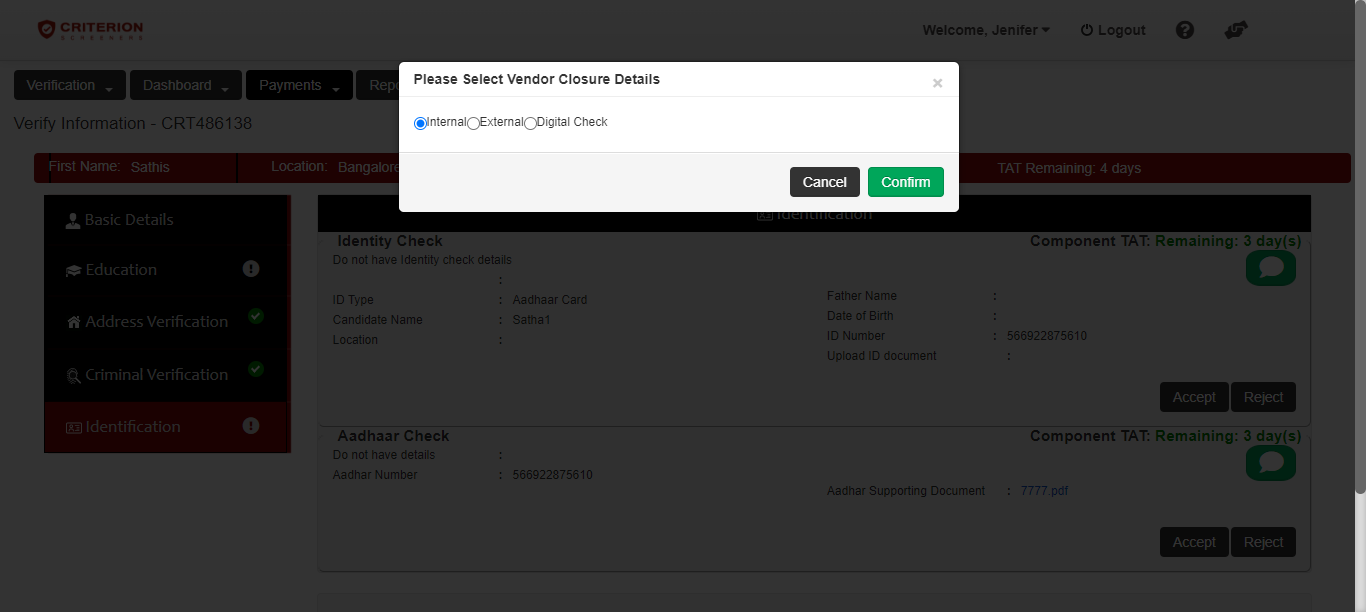 CRITERION
SCREENERS
Welcome, Jenifer
Logout
Verification
Dashboard
Payments
Repo
Please Select Vendor Closure Details
×
Internal External Digital Check
Cancel
Confirm
Verify Information - CRT486138
First Name: Sathis
Location: Bangalore
TAT Remaining: 4 days
Basic Details
Education
Address Verification
Criminal Verification
Identification
Identification
Identity Check
Component TAT: Remaining: 3 day(s)
Do not have Identity check details
:
ID Type : Aadhaar Card
Candidate Name : Satha1
Location :
Father Name :
Date of Birth :
ID Number : 566922875610
Upload ID document :
Accept
Reject
Aadhaar Check
Component TAT: Remaining: 3 day(s)
Do not have details :
Aadhar Number : 566922875610
Aadhar Supporting Document : 7777.pdf
Accept
Reject